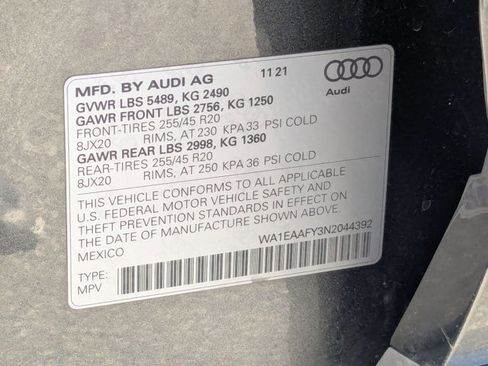 MFD. BY AUDI AG 11 21
GVWR LBS 5489, KG 2490
GAWR FRONT LBS 2756, KG 1250
FRONT-TIRES 255/45 R20
8JX20 RIMS, AT 230 KPA 33 PSI COLD
GAWR REAR LBS 2998, KG 1360
REAR-TIRES 255/45 R20
8JX20 RIMS, AT 250 KPA 36 PSI COLD
Audi
THIS VEHICLE CONFORMS TO ALL APPLICABLE
U.S. FEDERAL MOTOR VEHICLE SAFETY AND
THEFT PREVENTION STANDARDS IN EFFECT ON
THE DATE OF MANUFACTURE SHOWN ABOVE.
MEXICO WA1EAAFY3N2044392
TYPE:
MPV